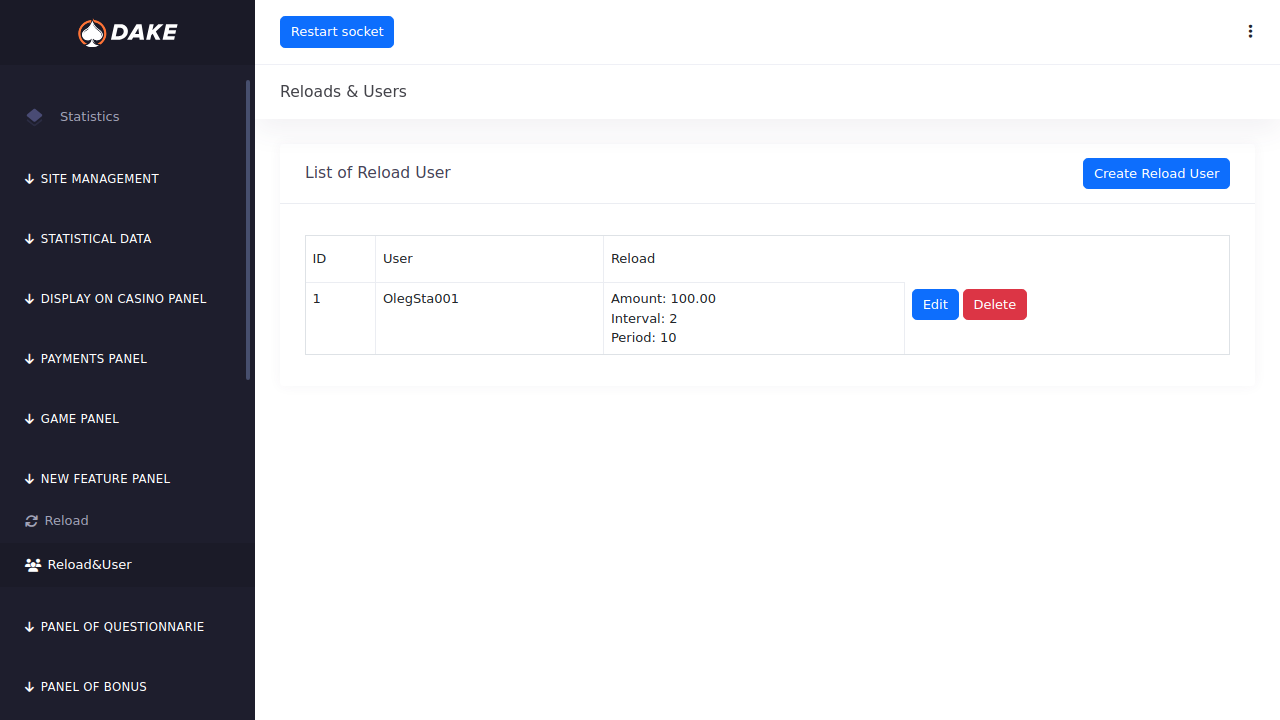 DAKE
Restart socket
Reloads & Users
Statistics
SITE MANAGEMENT
STATISTICAL DATA
DISPLAY ON CASINO PANEL
PAYMENTS PANEL
GAME PANEL
NEW FEATURE PANEL
Reload
Reload&User
PANEL OF QUESTIONNARIE
PANEL OF BONUS
List of Reload User
Create Reload User
ID User Reload
1 OlegSta001 Amount: 100.00
Interval: 2
Period: 10
Edit Delete